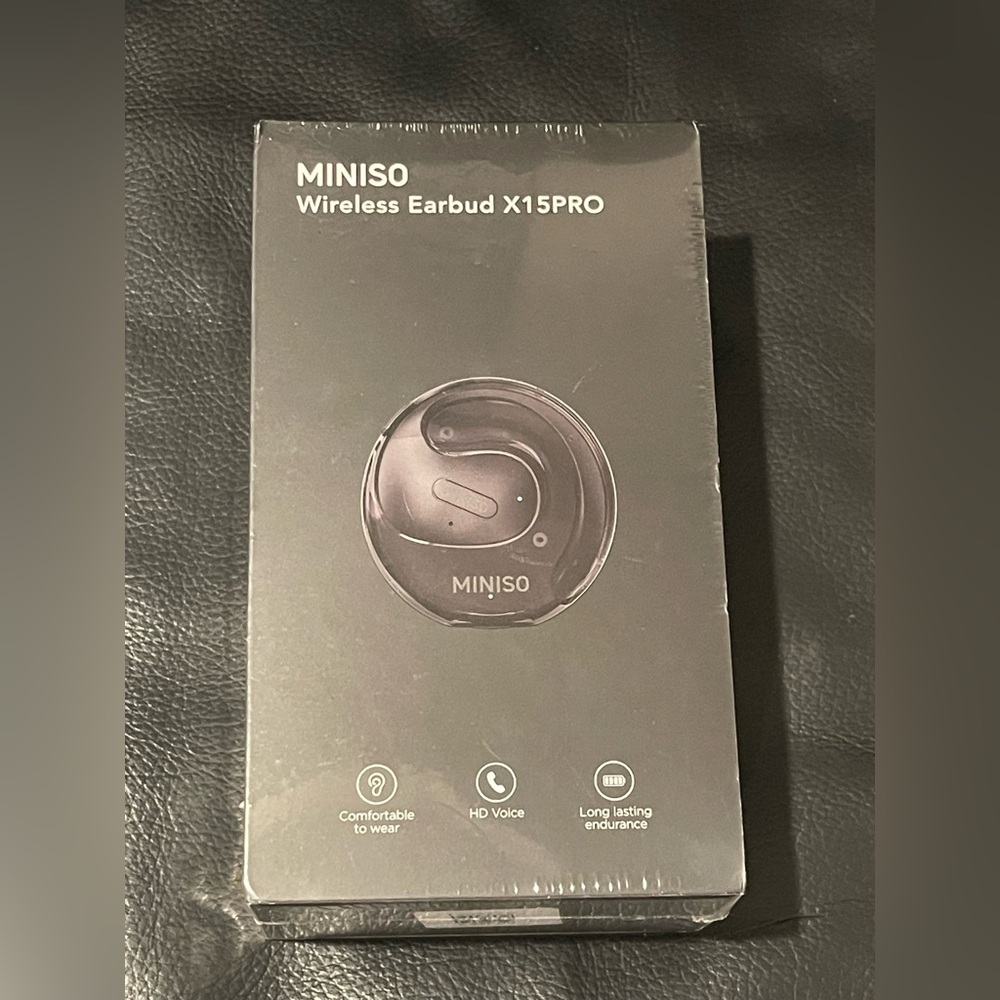 MINISO
Wireless Earbud X15PRO
MINISO
Comfortable
to wear
HD Voice
Long lasting
endurance